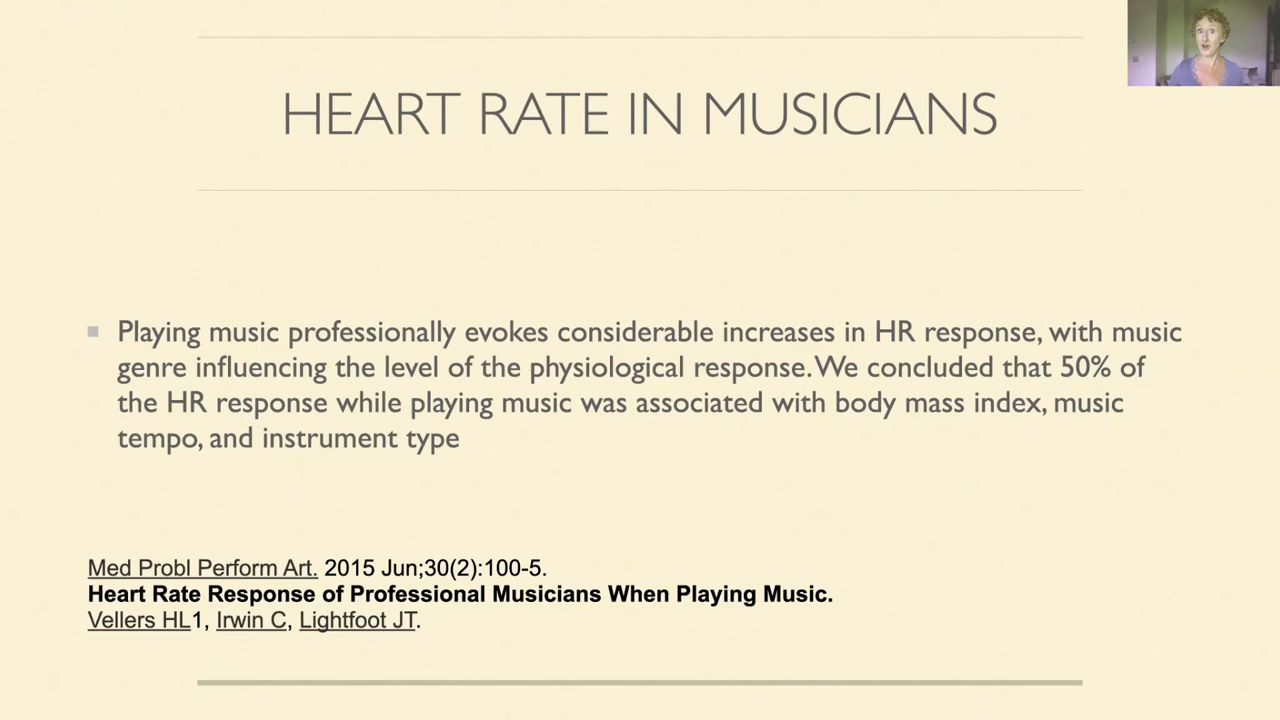 HEART RATE IN MUSICIANS
Playing music professionally evokes considerable increases in HR response, with music
genre influencing the level of the physiological response. We concluded that 50% of
the HR response while playing music was associated with body mass index, music
tempo, and instrument type
Med Probl Perform Art. 2015 Jun;30(2):100-5.
Heart Rate Response of Professional Musicians When Playing Music.
Vellers HL1, Irwin C, Lightfoot JT.